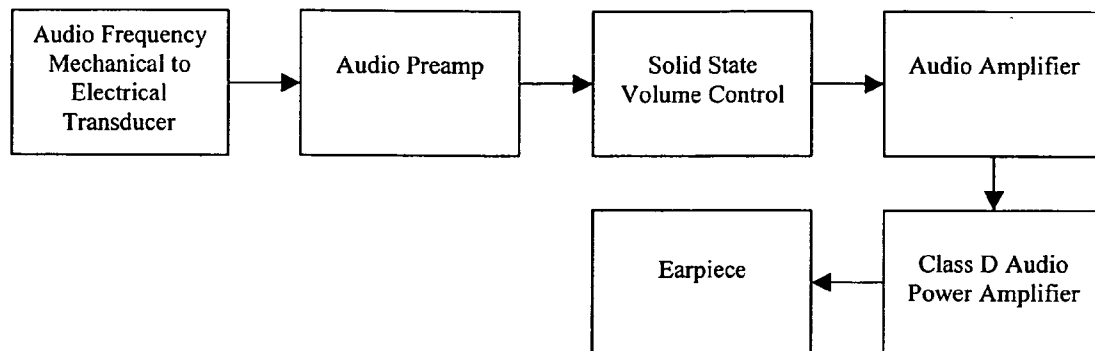 Audio Frequency
Mechanical to
Electrical
Transducer
Audio Preamp
Solid State
Volume Control
Audio Amplifier
Earpiece
Class D Audio
Power Amplifier